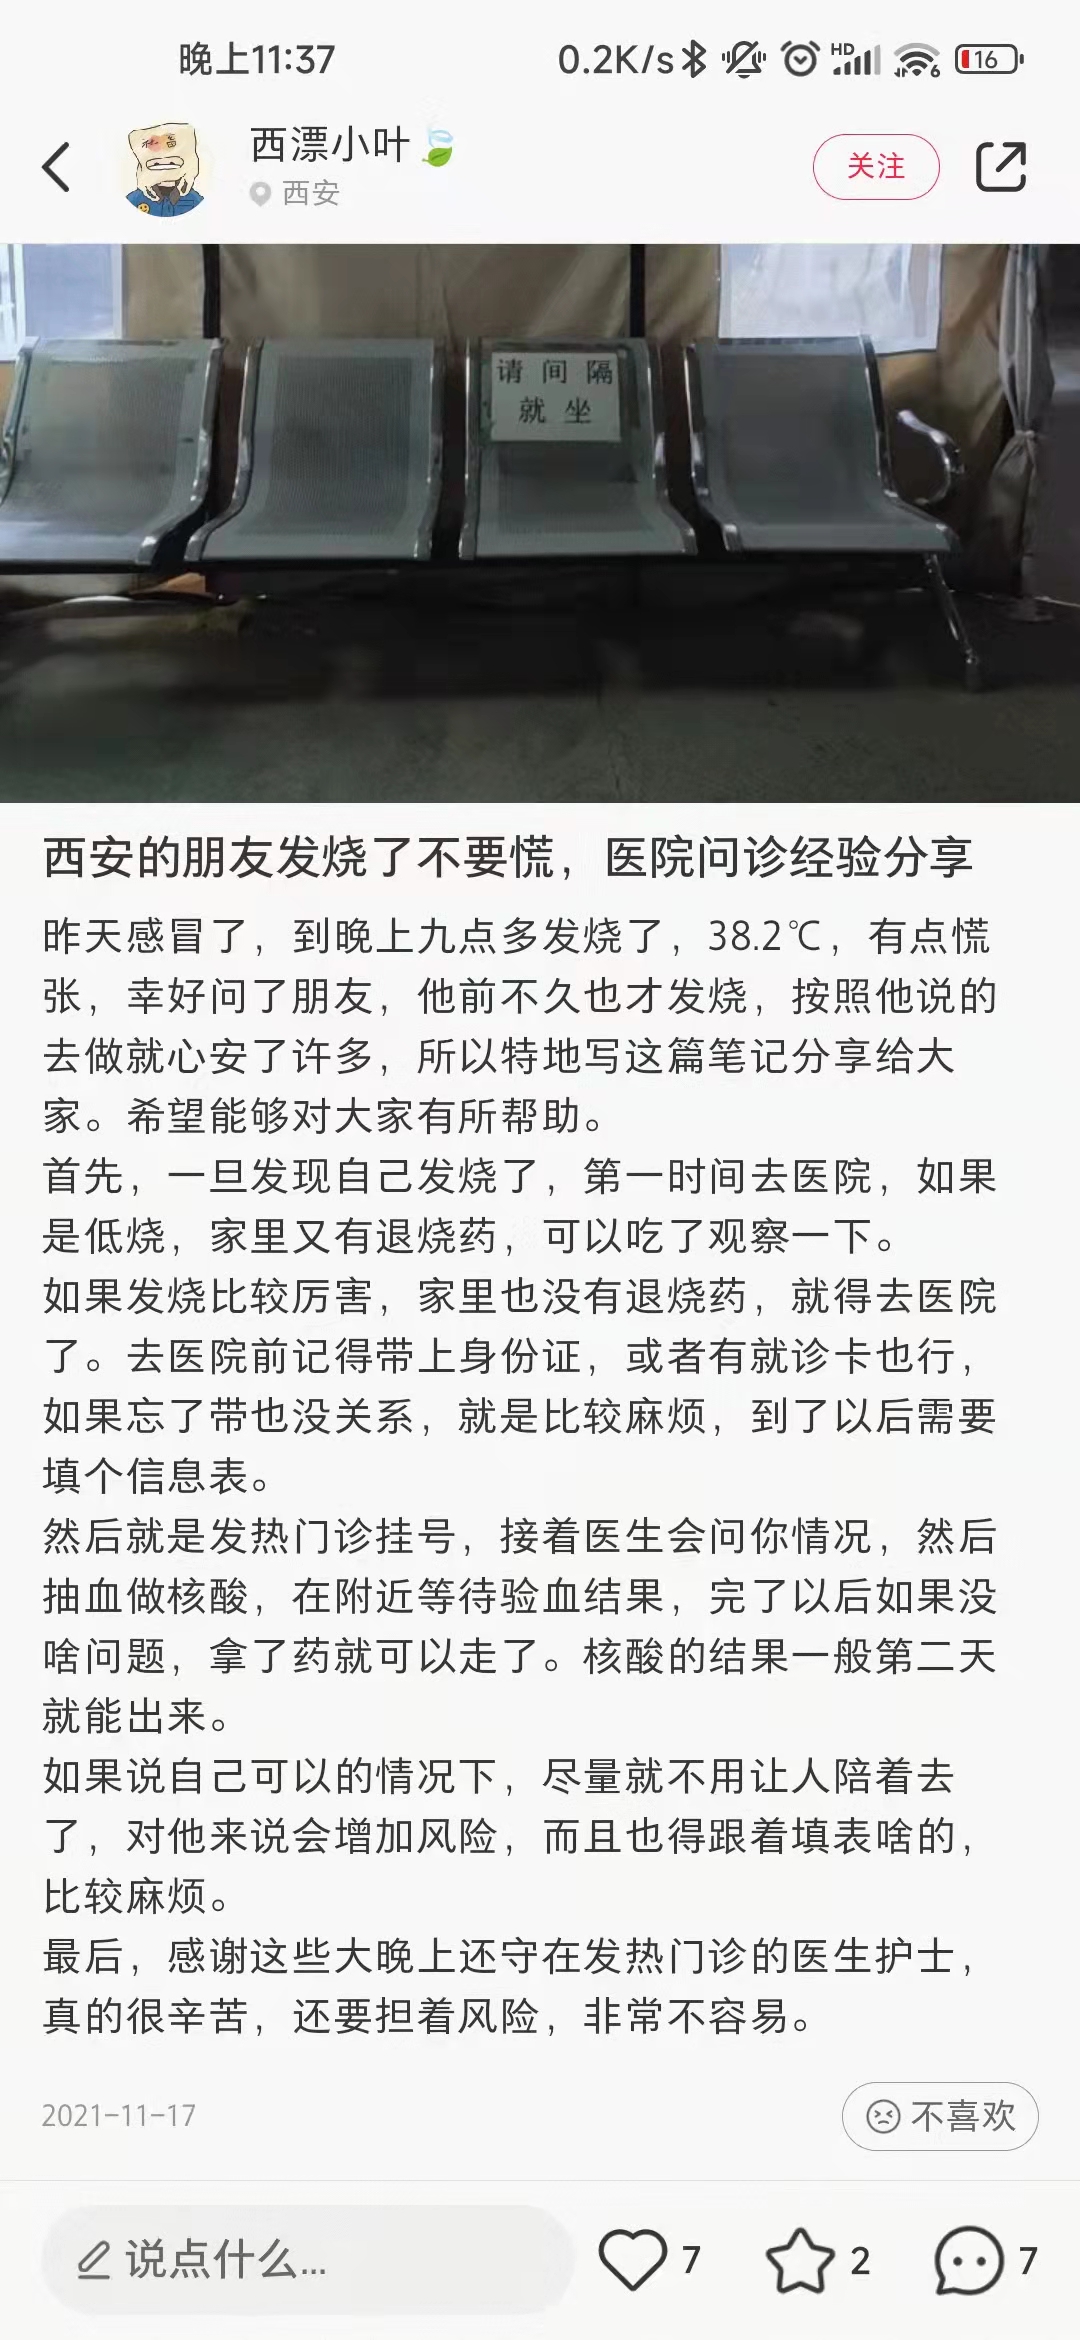 晚上11:37
0.2K/s
HD
6
16
西漂小叶
西安
关注
请间隔
就坐
西安的朋友发烧了不要慌，医院问诊经验分享
昨天感冒了，到晚上九点多发烧了，38.2℃，有点慌
张，幸好问了朋友，他前不久也才发烧，按照他说的
去做就心安了许多，所以特地写这篇笔记分享给大
家。希望能够对大家有所帮助。
首先，一旦发现自己发烧了，第一时间去医院，如果
是低烧，家里又有退烧药，可以吃了观察一下。
如果发烧比较厉害，家里也没有退烧药，就得去医院
了。去医院前记得带上身份证，或者有就诊卡也行，
如果忘了带也没关系，就是比较麻烦，到了以后需要
填个信息表。
然后就是发热门诊挂号，接着医生会问你情况，然后
抽血做核酸，在附近等待验血结果，完了以后如果没
啥问题，拿了药就可以走了。核酸的结果一般第二天
就能出来。
如果说自己可以的情况下，尽量就不用让人陪着去
了，对他来说会增加风险，而且也得跟着填表啥的，
比较麻烦。
最后，感谢这些大晚上还守在发热门诊的医生护士，
真的很辛苦，还要担着风险，非常不容易。
2021-11-17
不喜欢
说点什么...
7
2
7